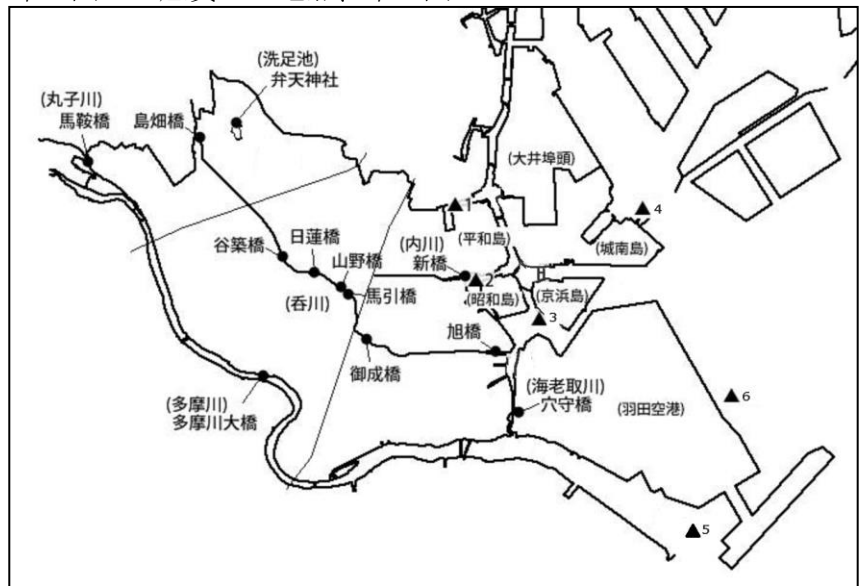 (洗足池)
弁天神社
(丸子川)
馬鞍橋
島畑橋
(大井埠頭)
1
4
谷築橋
日蓮橋
山野橋
(内川)
新橋
(平和島)
(城南島)
2
(呑川)
馬引橋
(昭和島)
(京浜島)
3
御成橋
旭橋
(多摩川)
多摩川大橋
(海老取川)
穴守橋
(羽田空港)
6
5